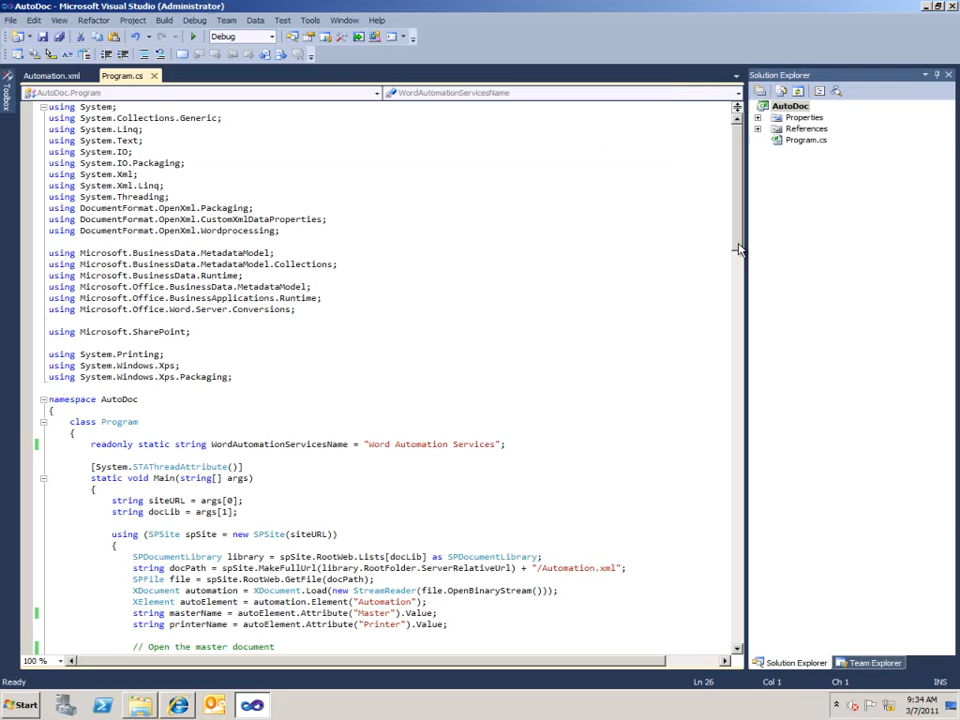 AutoDoc - Microsoft Visual Studio (Administrator)
File Edit View Refactor Project Build Debug Team Data Test Tools Window Help
Debug
Automation.xml Program.cs
AutoDoc.Program WordAutomationServicesName
Toolbox
using System;
using System.Collections.Generic;
using System.Linq;
using System.Text;
using System.IO;
using System.IO.Packaging;
using System.Xml;
using System.Xml.Linq;
using System.Threading;
using DocumentFormat.OpenXml.Packaging;
using DocumentFormat.OpenXml.CustomXmlDataProperties;
using DocumentFormat.OpenXml.Wordprocessing;
using Microsoft.BusinessData.MetadataModel;
using Microsoft.BusinessData.MetadataModel.Collections;
using Microsoft.BusinessData.Runtime;
using Microsoft.Office.BusinessData.MetadataModel;
using Microsoft.Office.BusinessApplications.Runtime;
using Microsoft.Office.Word.Server.Conversions;
using Microsoft.SharePoint;
using System.Printing;
using System.Windows.Xps;
using System.Windows.Xps.Packaging;
namespace AutoDoc
{
class Program
{
readonly static string WordAutomationServicesName = "Word Automation Services";
[System.STAThreadAttribute()]
static void Main(string[] args)
{
string siteURL = args[0];
string docLib = args[1];
using (SPSite spSite = new SPSite(siteURL))
{
SPDocumentLibrary library = spSite.RootWeb.Lists[docLib] as SPDocumentLibrary;
string docPath = spSite.MakeFullUrl(library.RootFolder.ServerRelativeUrl) + "/Automation.xml";
SPFile file = spSite.RootWeb.GetFile(docPath);
XDocument automation = XDocument.Load(new StreamReader(file.OpenBinaryStream()));
XElement autoElement = automation.Element("Automation");
string masterName = autoElement.Attribute("Master").Value;
string printerName = autoElement.Attribute("Printer").Value;
// Open the master document
100 %
Solution Explorer
AutoDoc
Properties
References
Program.cs
Solution Explorer Team Explorer
Ready Ln 26 Col 1 Ch 1 INS
Start
9:34 AM
3/7/2011